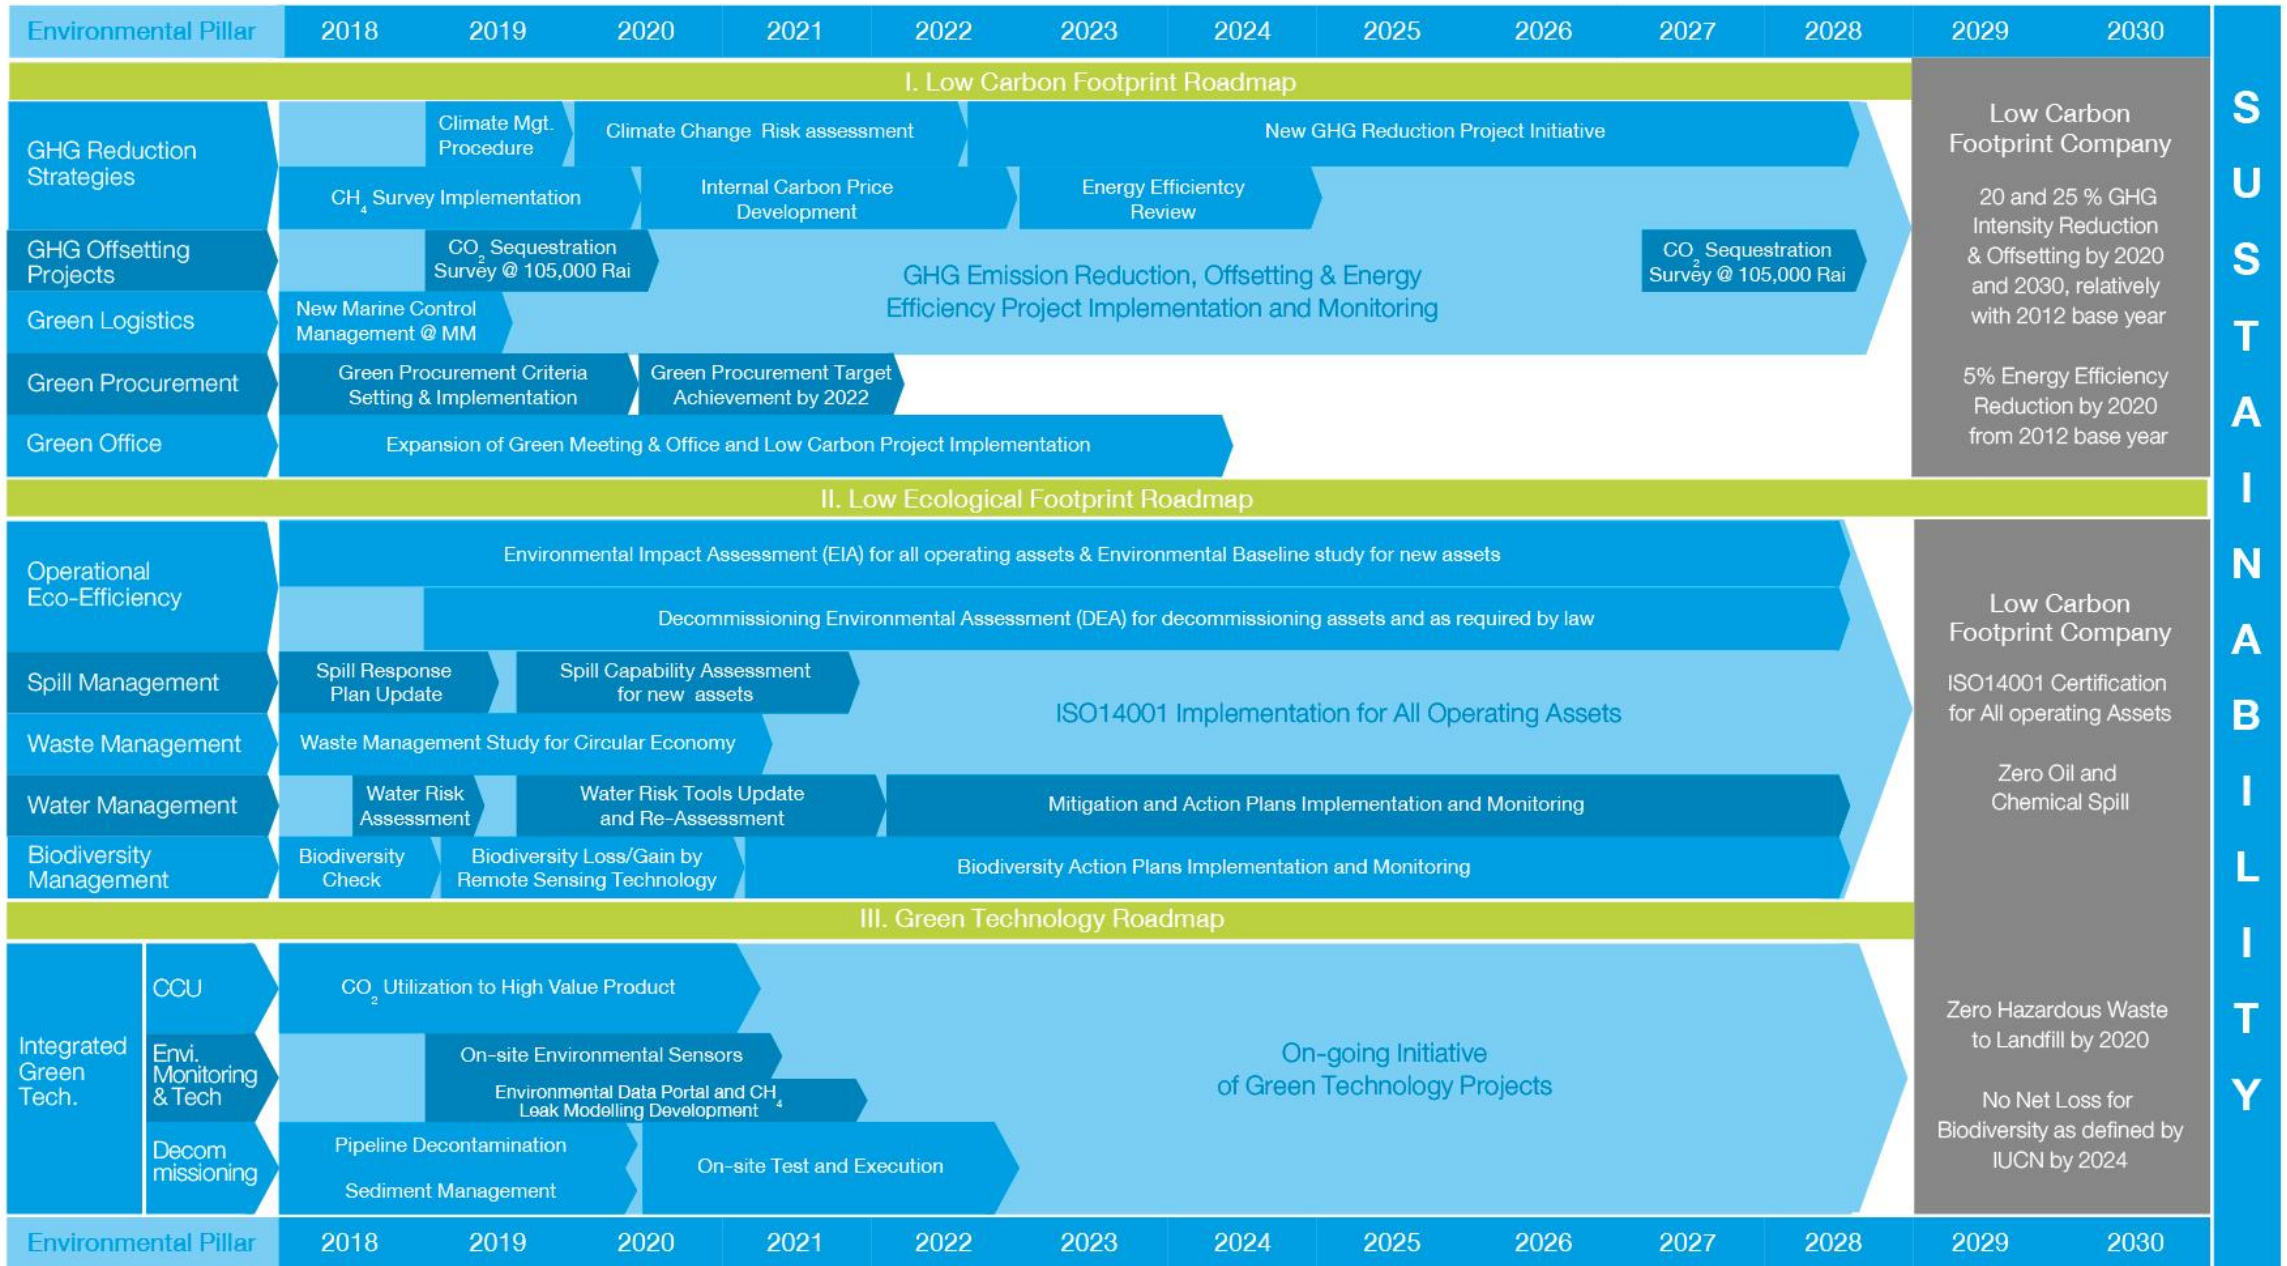 Environmental Pillar 2018 2019 2020 2021 2022 2023 2024 2025 2026 2027 2028 2029 2030
I. Low Carbon Footprint Roadmap
GHG Reduction
Strategies
Climate Mgt.
Procedure
Climate Change Risk assessment
New GHG Reduction Project Initiative
CH4 Survey Implementation
Internal Carbon Price
Development
Energy Efficientcy
Review
GHG Offsetting
Projects
CO2 Sequestration
Survey @ 105,000 Rai
GHG Emission Reduction, Offsetting & Energy
Efficiency Project Implementation and Monitoring
CO2 Sequestration
Survey @ 105,000 Rai
Green Logistics
New Marine Control
Management @ MM
Green Procurement
Green Procurement Criteria
Setting & Implementation
Green Procurement Target
Achievement by 2022
Green Office
Expansion of Green Meeting & Office and Low Carbon Project Implementation
Low Carbon
Footprint Company
20 and 25 % GHG
Intensity Reduction
& Offsetting by 2020
and 2030, relatively
with 2012 base year
5% Energy Efficiency
Reduction by 2020
from 2012 base year
II. Low Ecological Footprint Roadmap
Operational
Eco-Efficiency
Environmental Impact Assessment (EIA) for all operating assets & Environmental Baseline study for new assets
Decommissioning Environmental Assessment (DEA) for decommissioning assets and as required by law
Spill Management
Spill Response
Plan Update
Spill Capability Assessment
for new assets
ISO14001 Implementation for All Operating Assets
Waste Management
Waste Management Study for Circular Economy
Water Management
Water Risk
Assessment
Water Risk Tools Update
and Re-Assessment
Mitigation and Action Plans Implementation and Monitoring
Biodiversity
Management
Biodiversity
Check
Biodiversity Loss/Gain by
Remote Sensing Technology
Biodiversity Action Plans Implementation and Monitoring
Low Carbon
Footprint Company
ISO14001 Certification
for All operating Assets
Zero Oil and
Chemical Spill
III. Green Technology Roadmap
Integrated
Green
Tech.
CCU
CO2 Utilization to High Value Product
Envi.
Monitoring
& Tech
On-site Environmental Sensors
Environmental Data Portal and CH4
Leak Modelling Development
On-going Initiative
of Green Technology Projects
Decom
missioning
Pipeline Decontamination
Sediment Management
On-site Test and Execution
Zero Hazardous Waste
to Landfill by 2020
No Net Loss for
Biodiversity as defined by
IUCN by 2024
Environmental Pillar 2018 2019 2020 2021 2022 2023 2024 2025 2026 2027 2028 2029 2030
SUSTAINABILITY